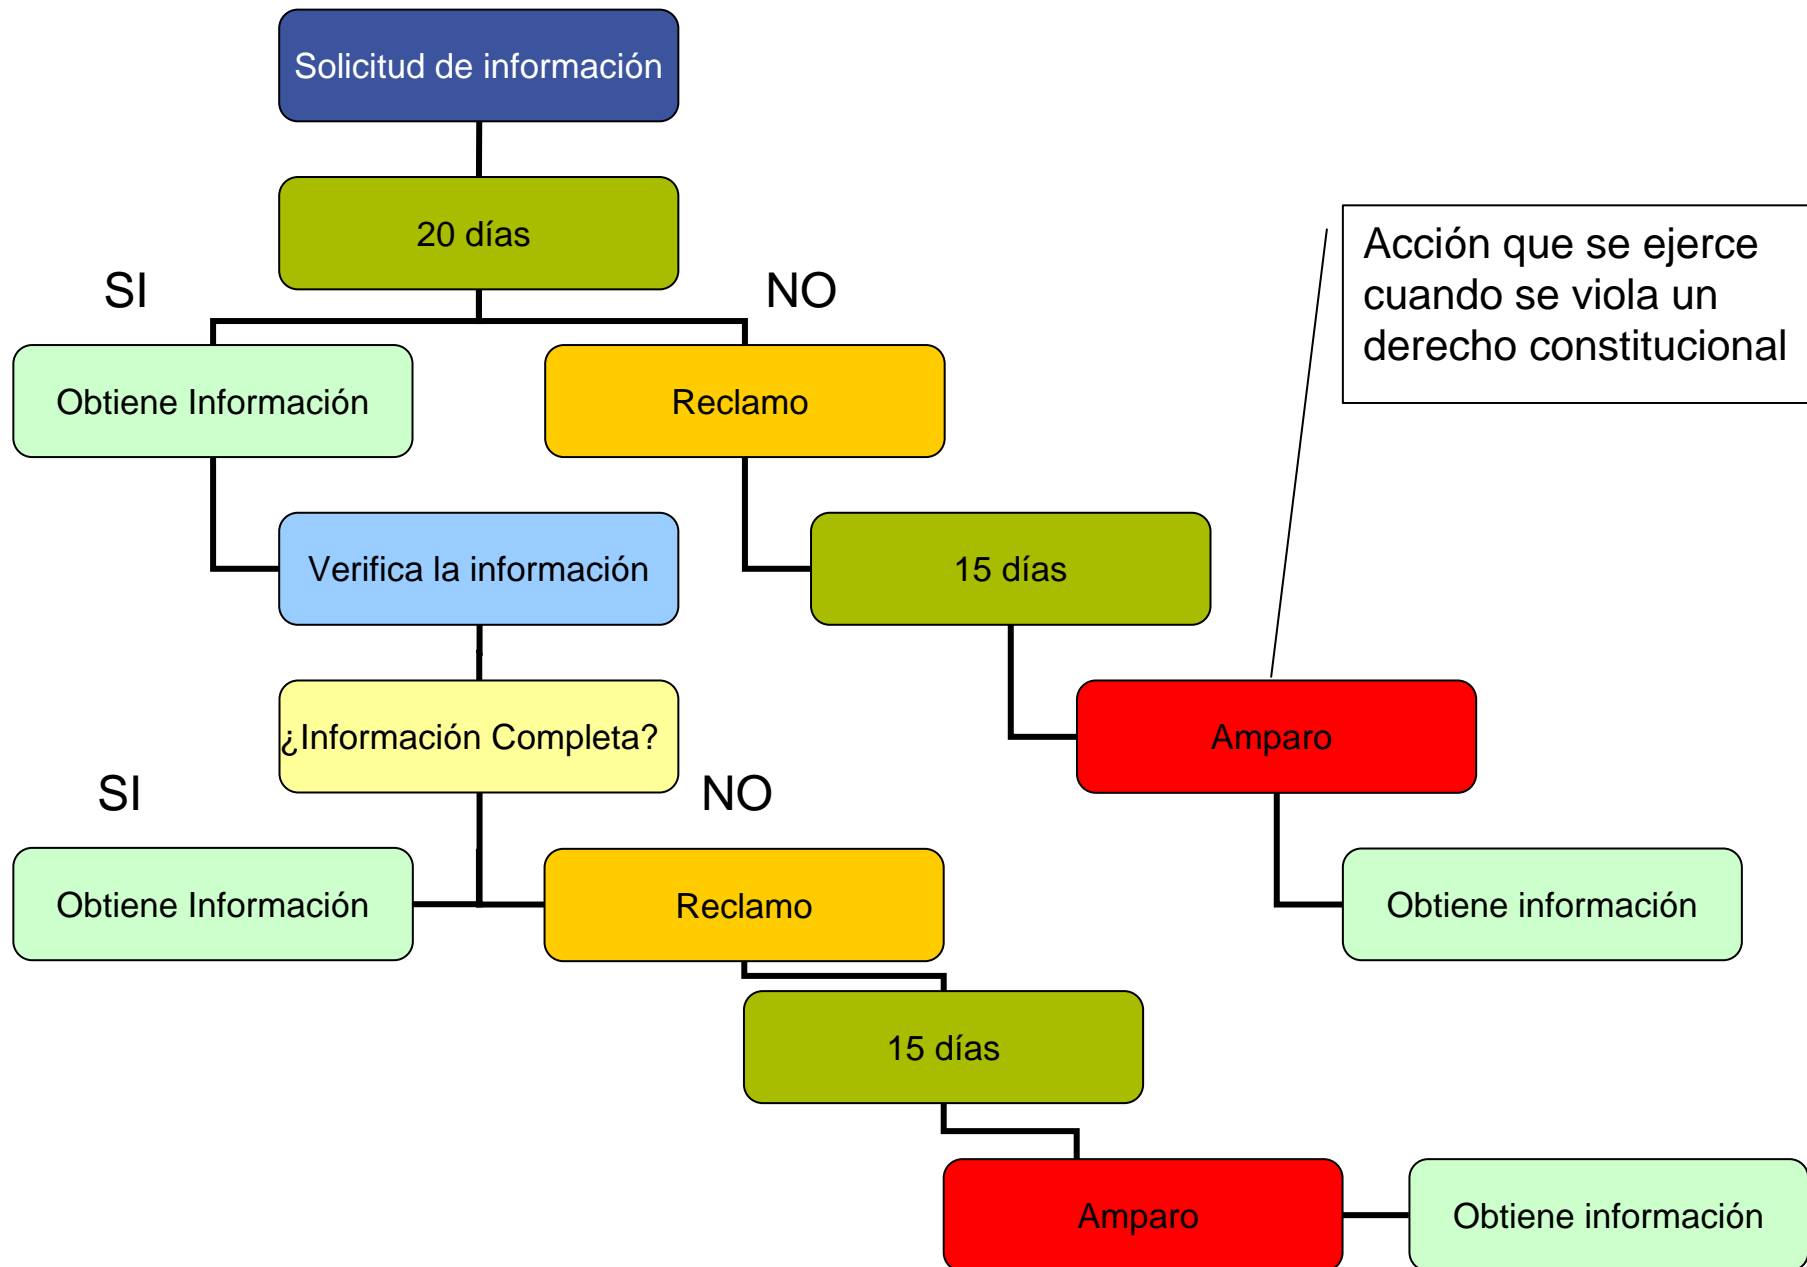 Solicitud de información
20 días
SI
NO
Acción que se ejerce
cuando se viola un
derecho constitucional
Obtiene Información
Reclamo
Verifica la información
15 días
¿Información Completa?
Amparo
SI
NO
Obtiene Información
Reclamo
Obtiene información
15 días
Amparo
Obtiene información